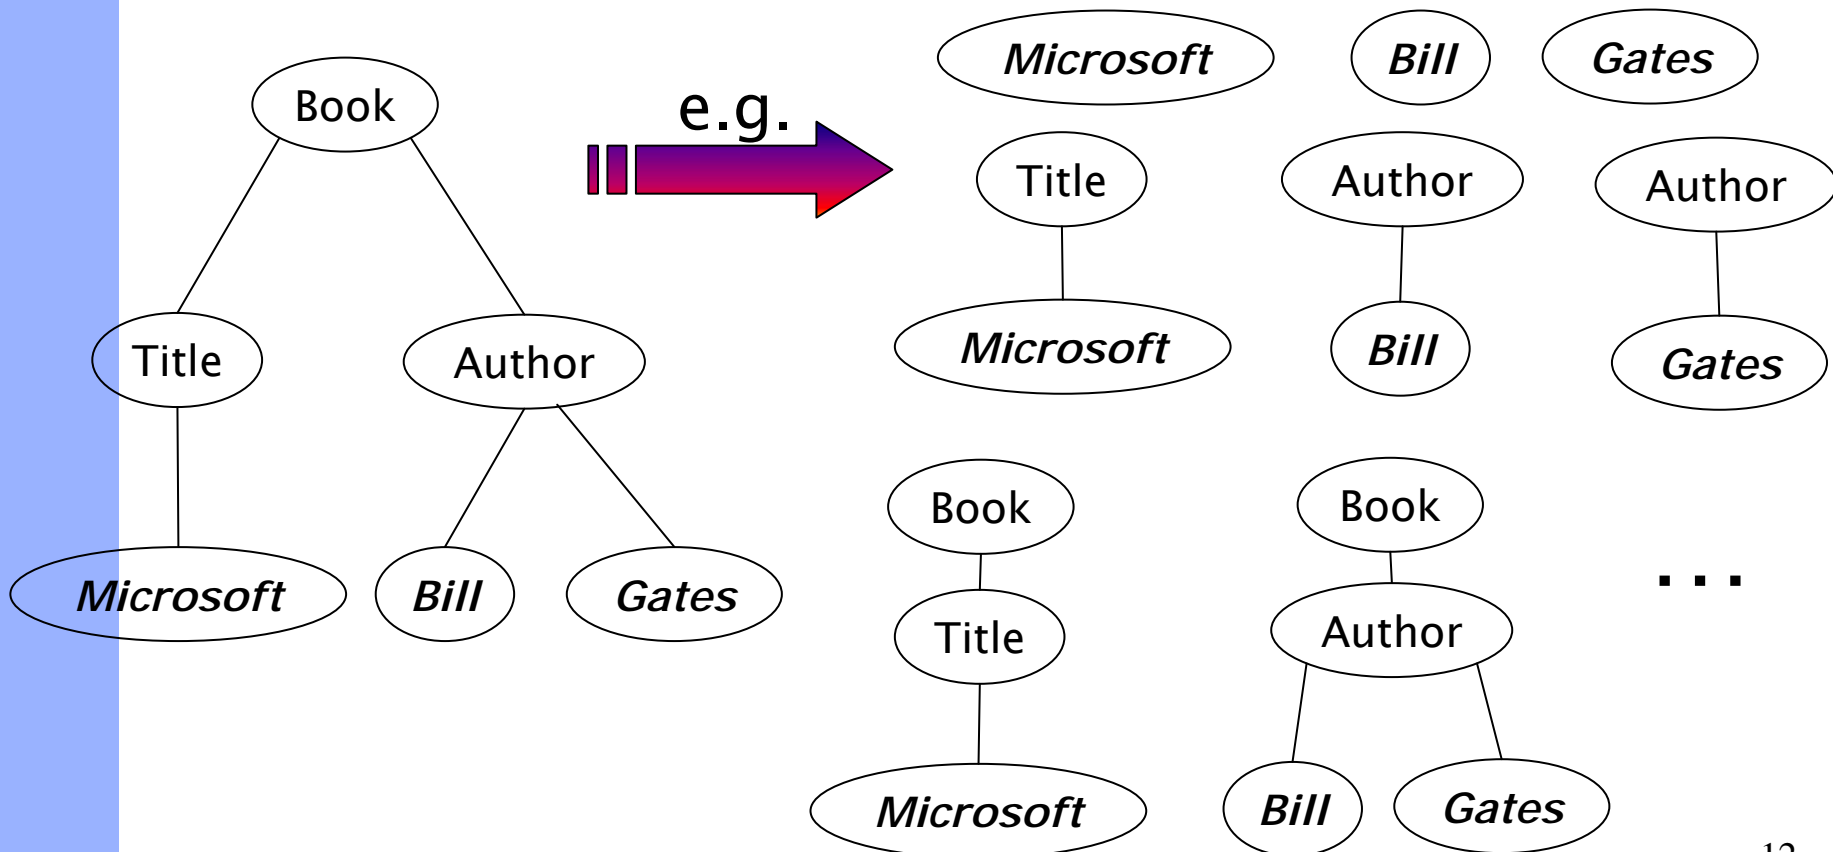 Book
Title
Author
Microsoft
Bill
Gates
e.g.
Microsoft
Bill
Gates
Title
Author
Author
Microsoft
Bill
Gates
Book
Book
Title
Author
. . .
Microsoft
Bill
Gates
12